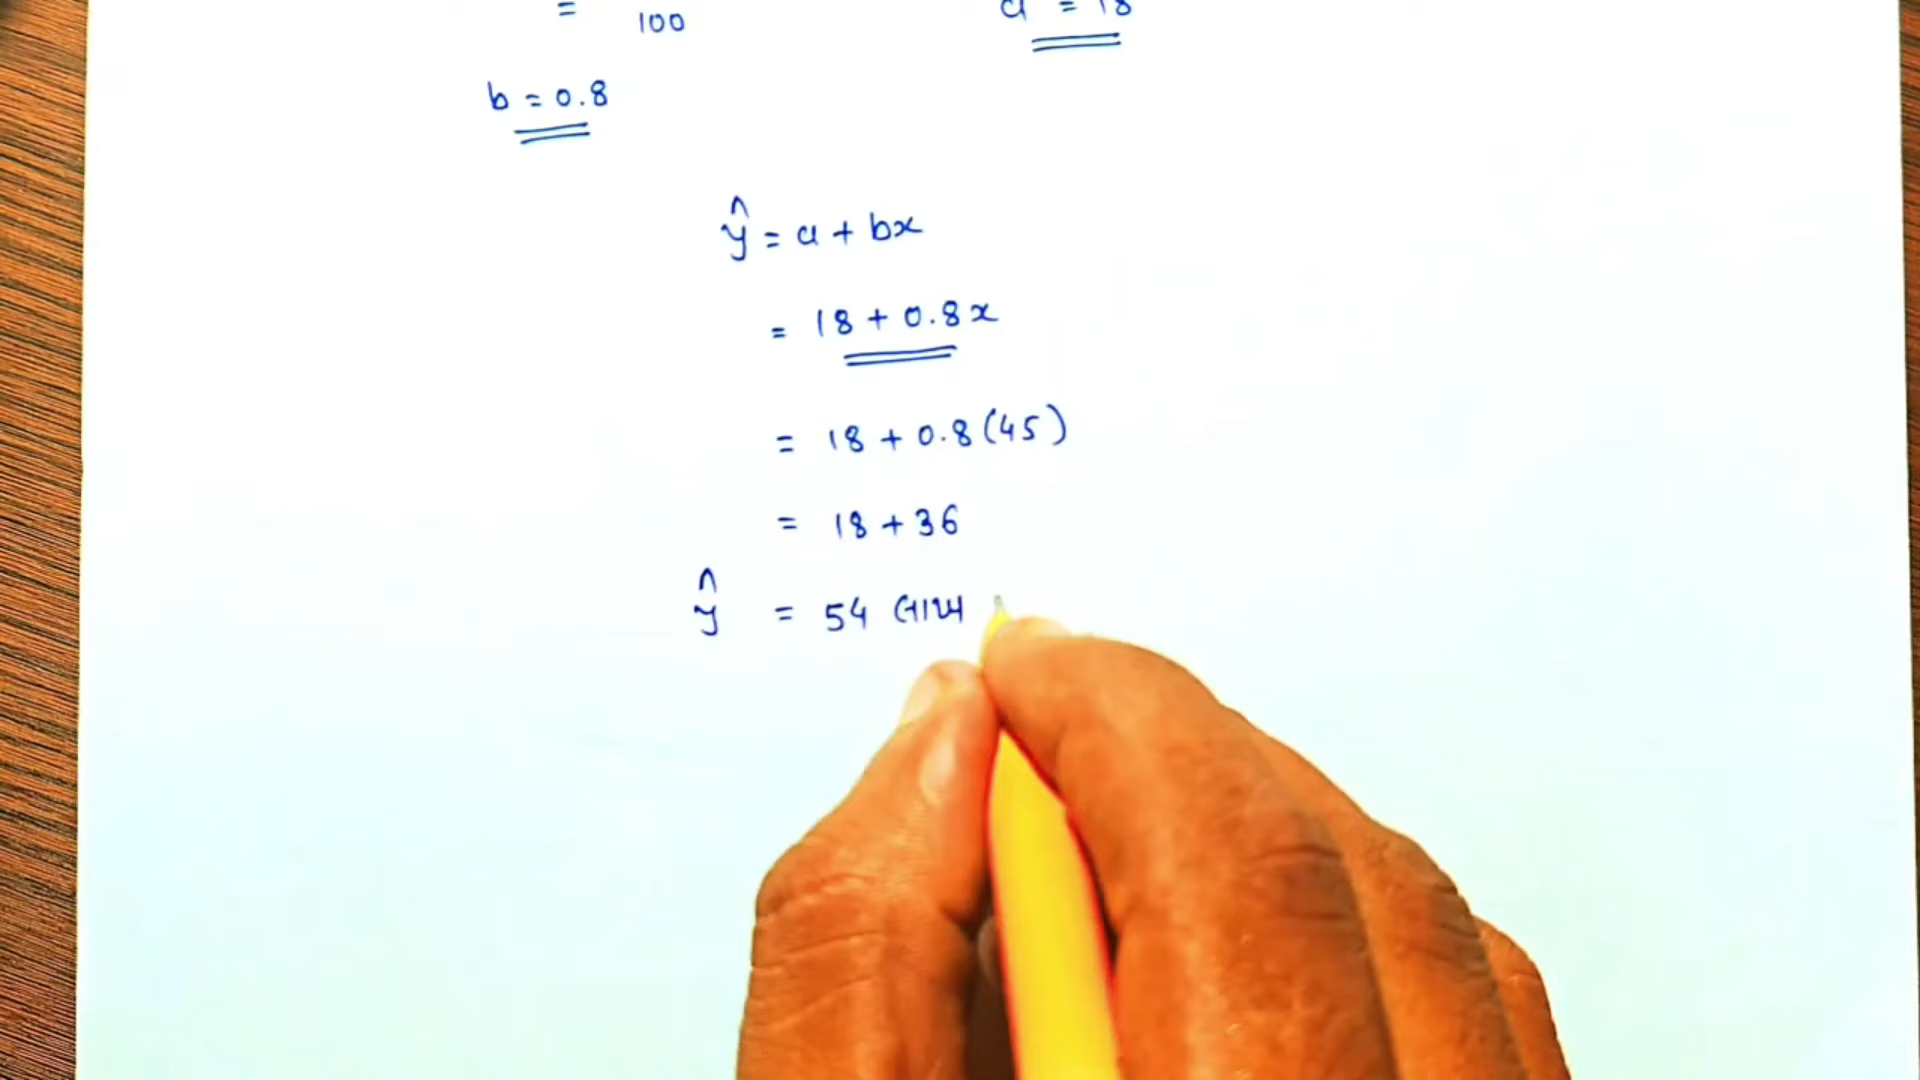 = 100
a = 18
b = 0.8
ŷ = a + bx
= 18 + 0.8x
= 18 + 0.8(45)
= 18 + 36
ŷ = 54 લાખ